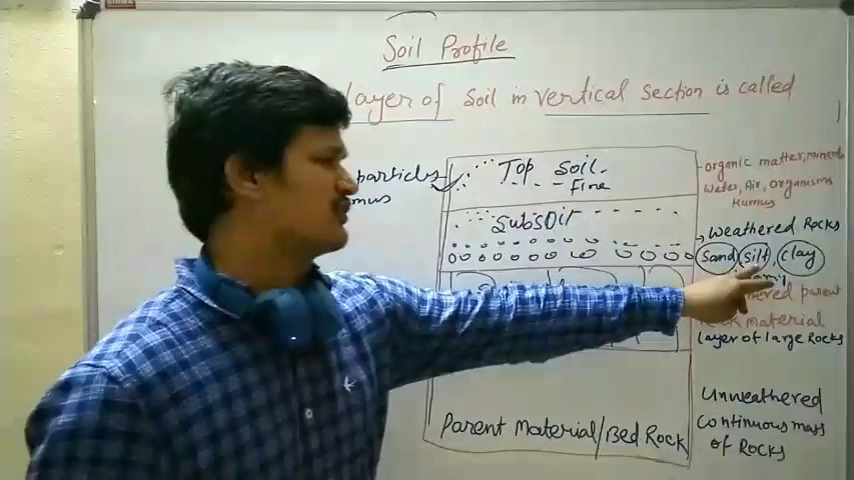 Soil Profile
layer of soil in vertical section is called
particles
Top soil.
fine
organic matter, minerals
Water, Air, organisms
Humus
Subsoil
weathered Rocks
Sand silt clay
parent
material
layer of large Rocks
Parent Material/Bed Rock
Unweathered
Continuous mass
of Rocks